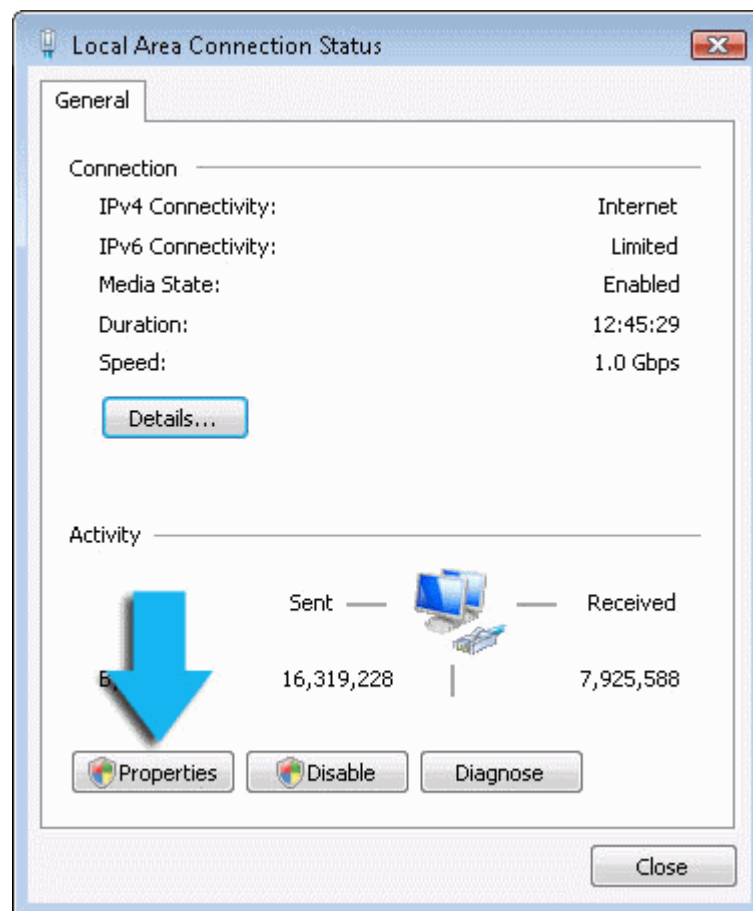 Local Area Connection Status
General
Connection
IPv4 Connectivity: Internet
IPv6 Connectivity: Limited
Media State: Enabled
Duration: 12:45:29
Speed: 1.0 Gbps
Details...
Activity
Sent Received
16,319,228 7,925,588
Properties Disable Diagnose
Close